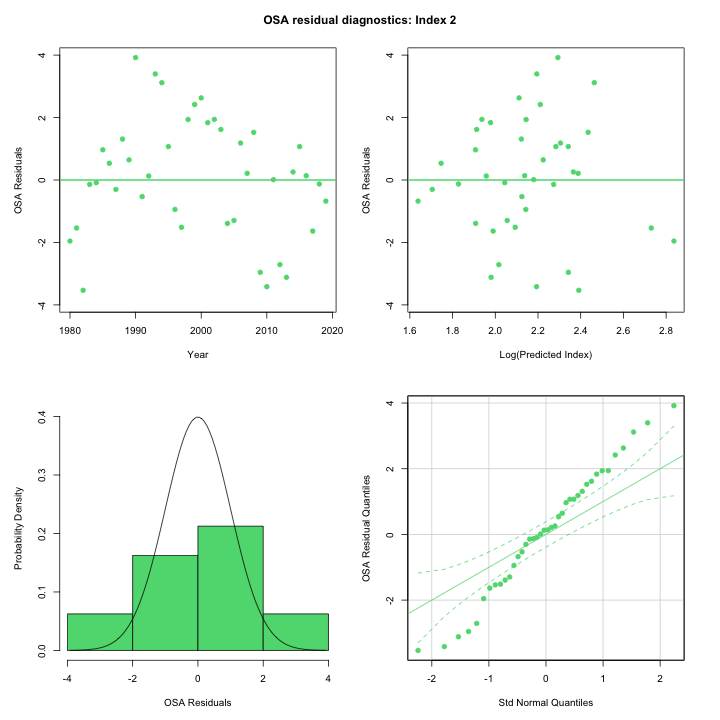 OSA residual diagnostics: Index 2
OSA Residuals
4
2
0
-2
-4
1980 1990 2000 2010 2020
Year
OSA Residuals
4
2
0
-2
-4
1.6 1.8 2.0 2.2 2.4 2.6 2.8
Log(Predicted Index)
Probability Density
0.4
0.3
0.2
0.1
0.0
-4 -2 0 2 4
OSA Residuals
OSA Residual Quantiles
4
2
0
-2
-2 -1 0 1 2
Std Normal Quantiles